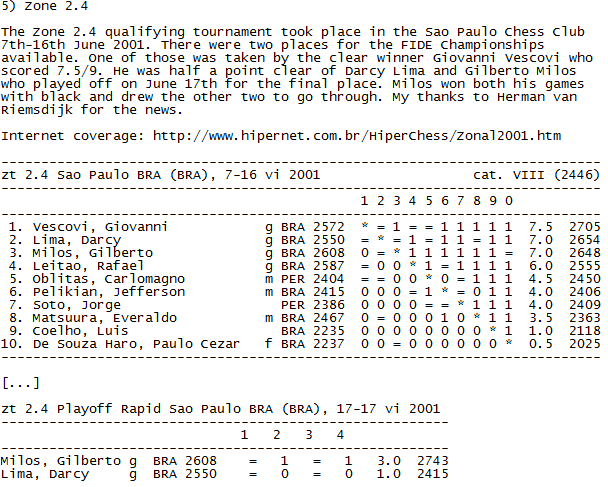 5) Zone 2.4
The Zone 2.4 qualifying tournament took place in the Sao Paulo Chess Club
7th-16th June 2001. There were two places for the FIDE Championships
available. One of those was taken by the clear winner Giovanni Vescovi who
scored 7.5/9. He was half a point clear of Darcy Lima and Gilberto Milos
who played off on June 17th for the final place. Milos won both his games
with black and drew the other two to go through. My thanks to Herman van
Riemsdijk for the news.
Internet coverage: http://www.hipernet.com.br/HiperChess/Zonal2001.htm
--------------------------------------------------------------------------
zt 2.4 Sao Paulo BRA (BRA), 7-16 vi 2001                   cat. VIII (2446)
--------------------------------------------------------------------------
                                             1 2 3 4 5 6 7 8 9 0
--------------------------------------------------------------------------
 1. Vescovi, Giovanni            g BRA 2572  * = 1 = = 1 1 1 1 1  7.5  2705
 2. Lima, Darcy                  g BRA 2550  = * = 1 = 1 1 = 1 1  7.0  2654
 3. Milos, Gilberto              g BRA 2608  0 = * 1 1 1 1 1 1 =  7.0  2648
 4. Leitao, Rafael               g BRA 2587  = 0 0 * 1 = 1 1 1 1  6.0  2555
 5. Oblitas, Carlomagno          m PER 2404  = = 0 0 * 0 = 1 1 1  4.5  2450
 6. Pelikian, Jefferson          m BRA 2415  0 0 0 = 1 * = 0 1 1  4.0  2406
 7. Soto, Jorge                    PER 2386  0 0 0 0 = = * 1 1 1  4.0  2409
 8. Matsuura, Everaldo           m BRA 2467  0 = 0 0 0 1 0 * 1 1  3.5  2363
 9. Coelho, Luis                   BRA 2235  0 0 0 0 0 0 0 0 * 1  1.0  2118
10. De Souza Haro, Paulo Cezar   f BRA 2237  0 0 = 0 0 0 0 0 0 *  0.5  2025
--------------------------------------------------------------------------
[...]
zt 2.4 Playoff Rapid Sao Paulo BRA (BRA), 17-17 vi 2001
--------------------------------------------------------
                              1   2   3   4
--------------------------------------------------------
Milos, Gilberto g  BRA 2608    =   1   =   1    3.0  2743
Lima, Darcy     g  BRA 2550    =   0   =   0    1.0  2415